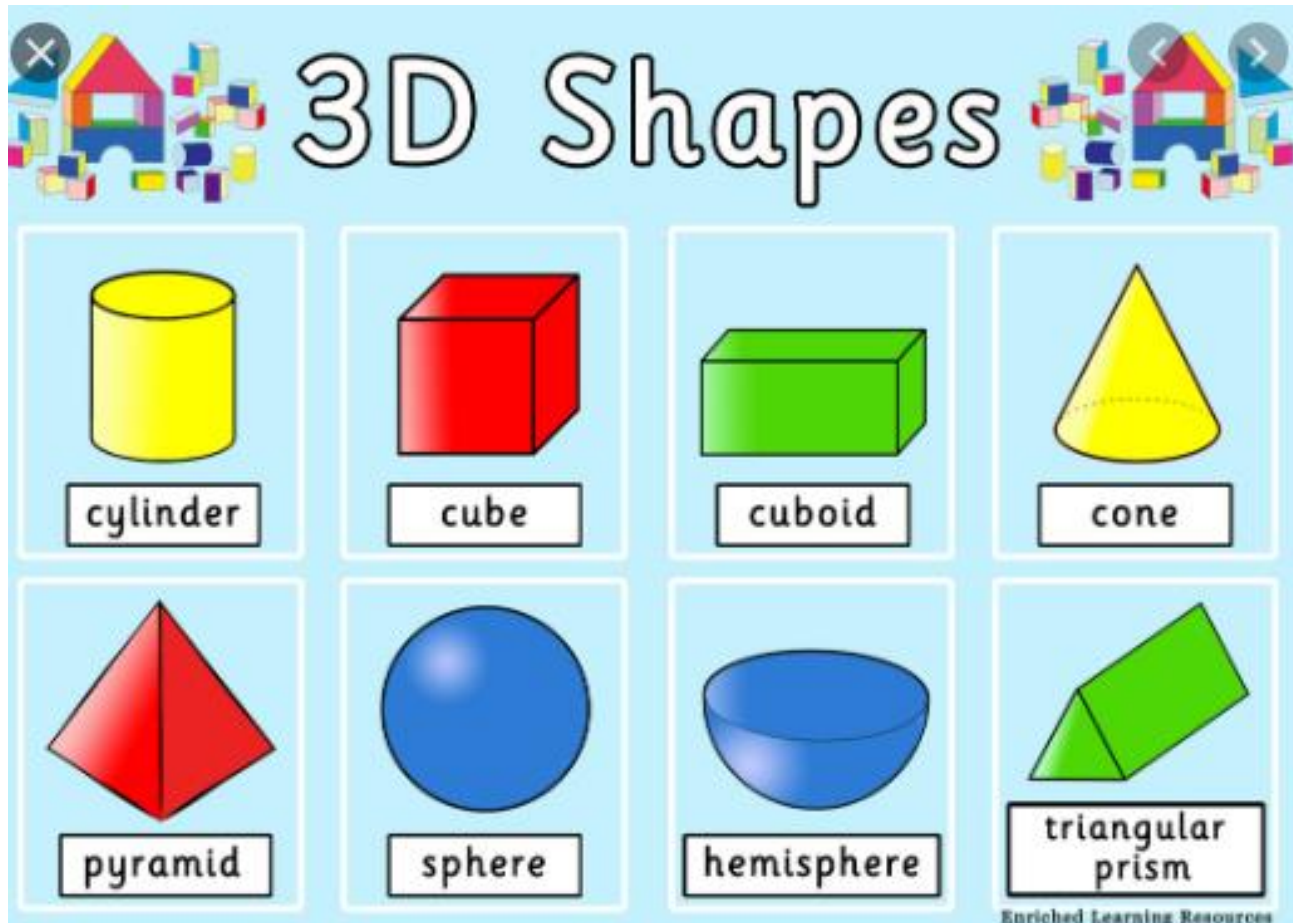 3D Shapes
cylinder
cube
cuboid
cone
pyramid
sphere
hemisphere
triangular
prism
Enriched Learning Resources